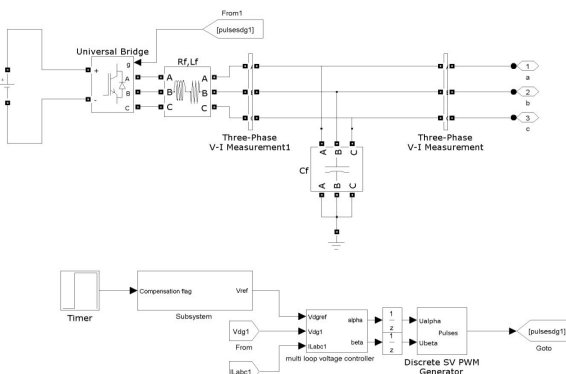 From1
[pulsesdg1]
Universal Bridge
g
+
A
B
-
C
Rf,Lf
A A
B B
C C
Three-Phase
V-I Measurement1
Three-Phase
V-I Measurement
1
a
2
b
3
c
A B C
Cf
A B C
Timer
Compensation flag
Vref
Subsystem
Vdg1
From
ILabc1
Vdgref
Vdg1
ILabc1
alpha
beta
multi loop voltage controller
1
z
1
z
Ualpha
Ubeta
Pulses
Discrete SV PWM
Generator
[pulsesdg1]
Goto